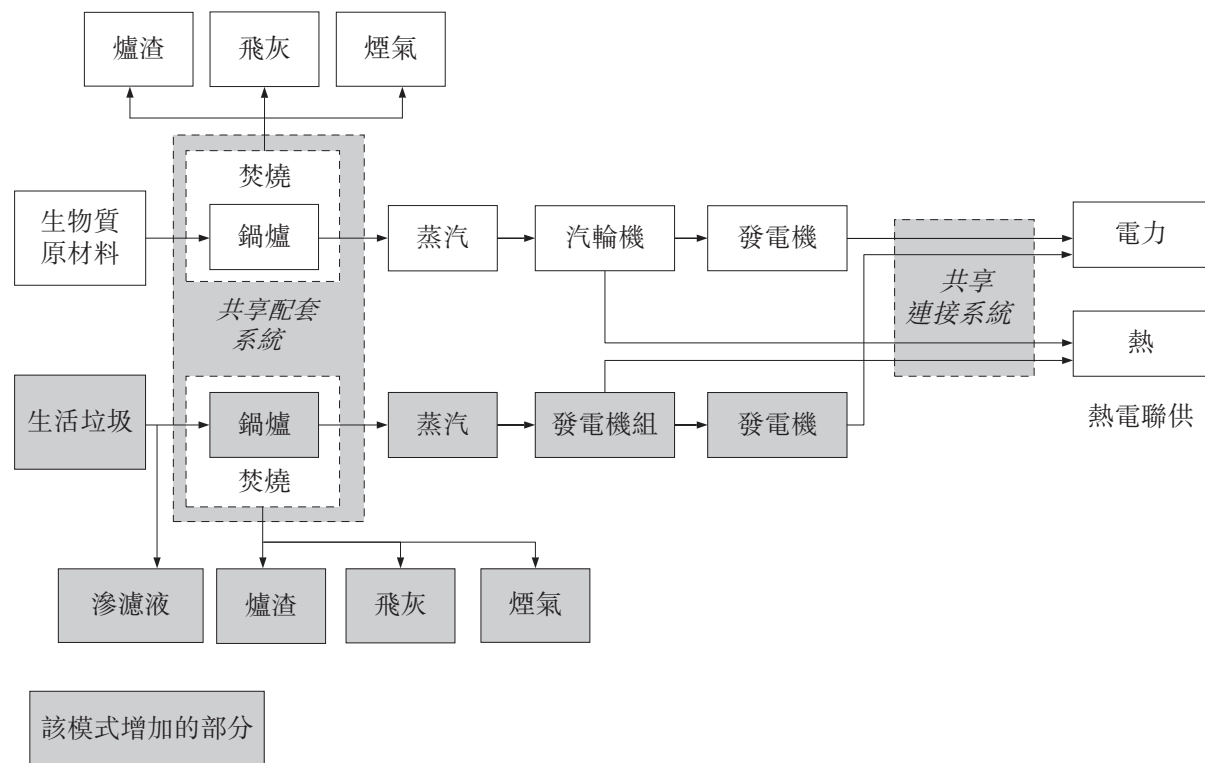 爐渣
飛灰
煙氣
焚燒
生物質
原材料
鍋爐
蒸汽
汽輪機
發電機
電力
共享
連接系統
共享配套
系統
熱
生活垃圾
鍋爐
蒸汽
發電機組
發電機
熱電聯供
焚燒
滲濾液
爐渣
飛灰
煙氣
該模式增加的部分